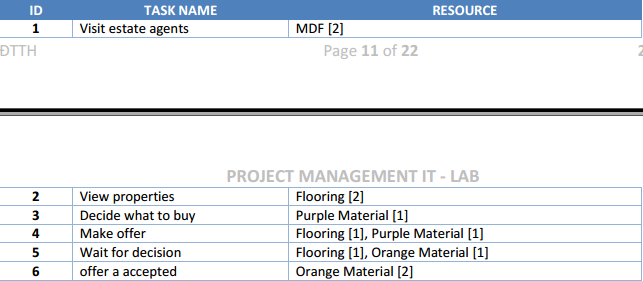 ID TASK NAME RESOURCE
1 Visit estate agents MDF [2]
ĐTTH Page 11 of 22
PROJECT MANAGEMENT IT - LAB
2 View properties Flooring [2]
3 Decide what to buy Purple Material [1]
4 Make offer Flooring [1], Purple Material [1]
5 Wait for decision Flooring [1], Orange Material [1]
6 offer a accepted Orange Material [2]